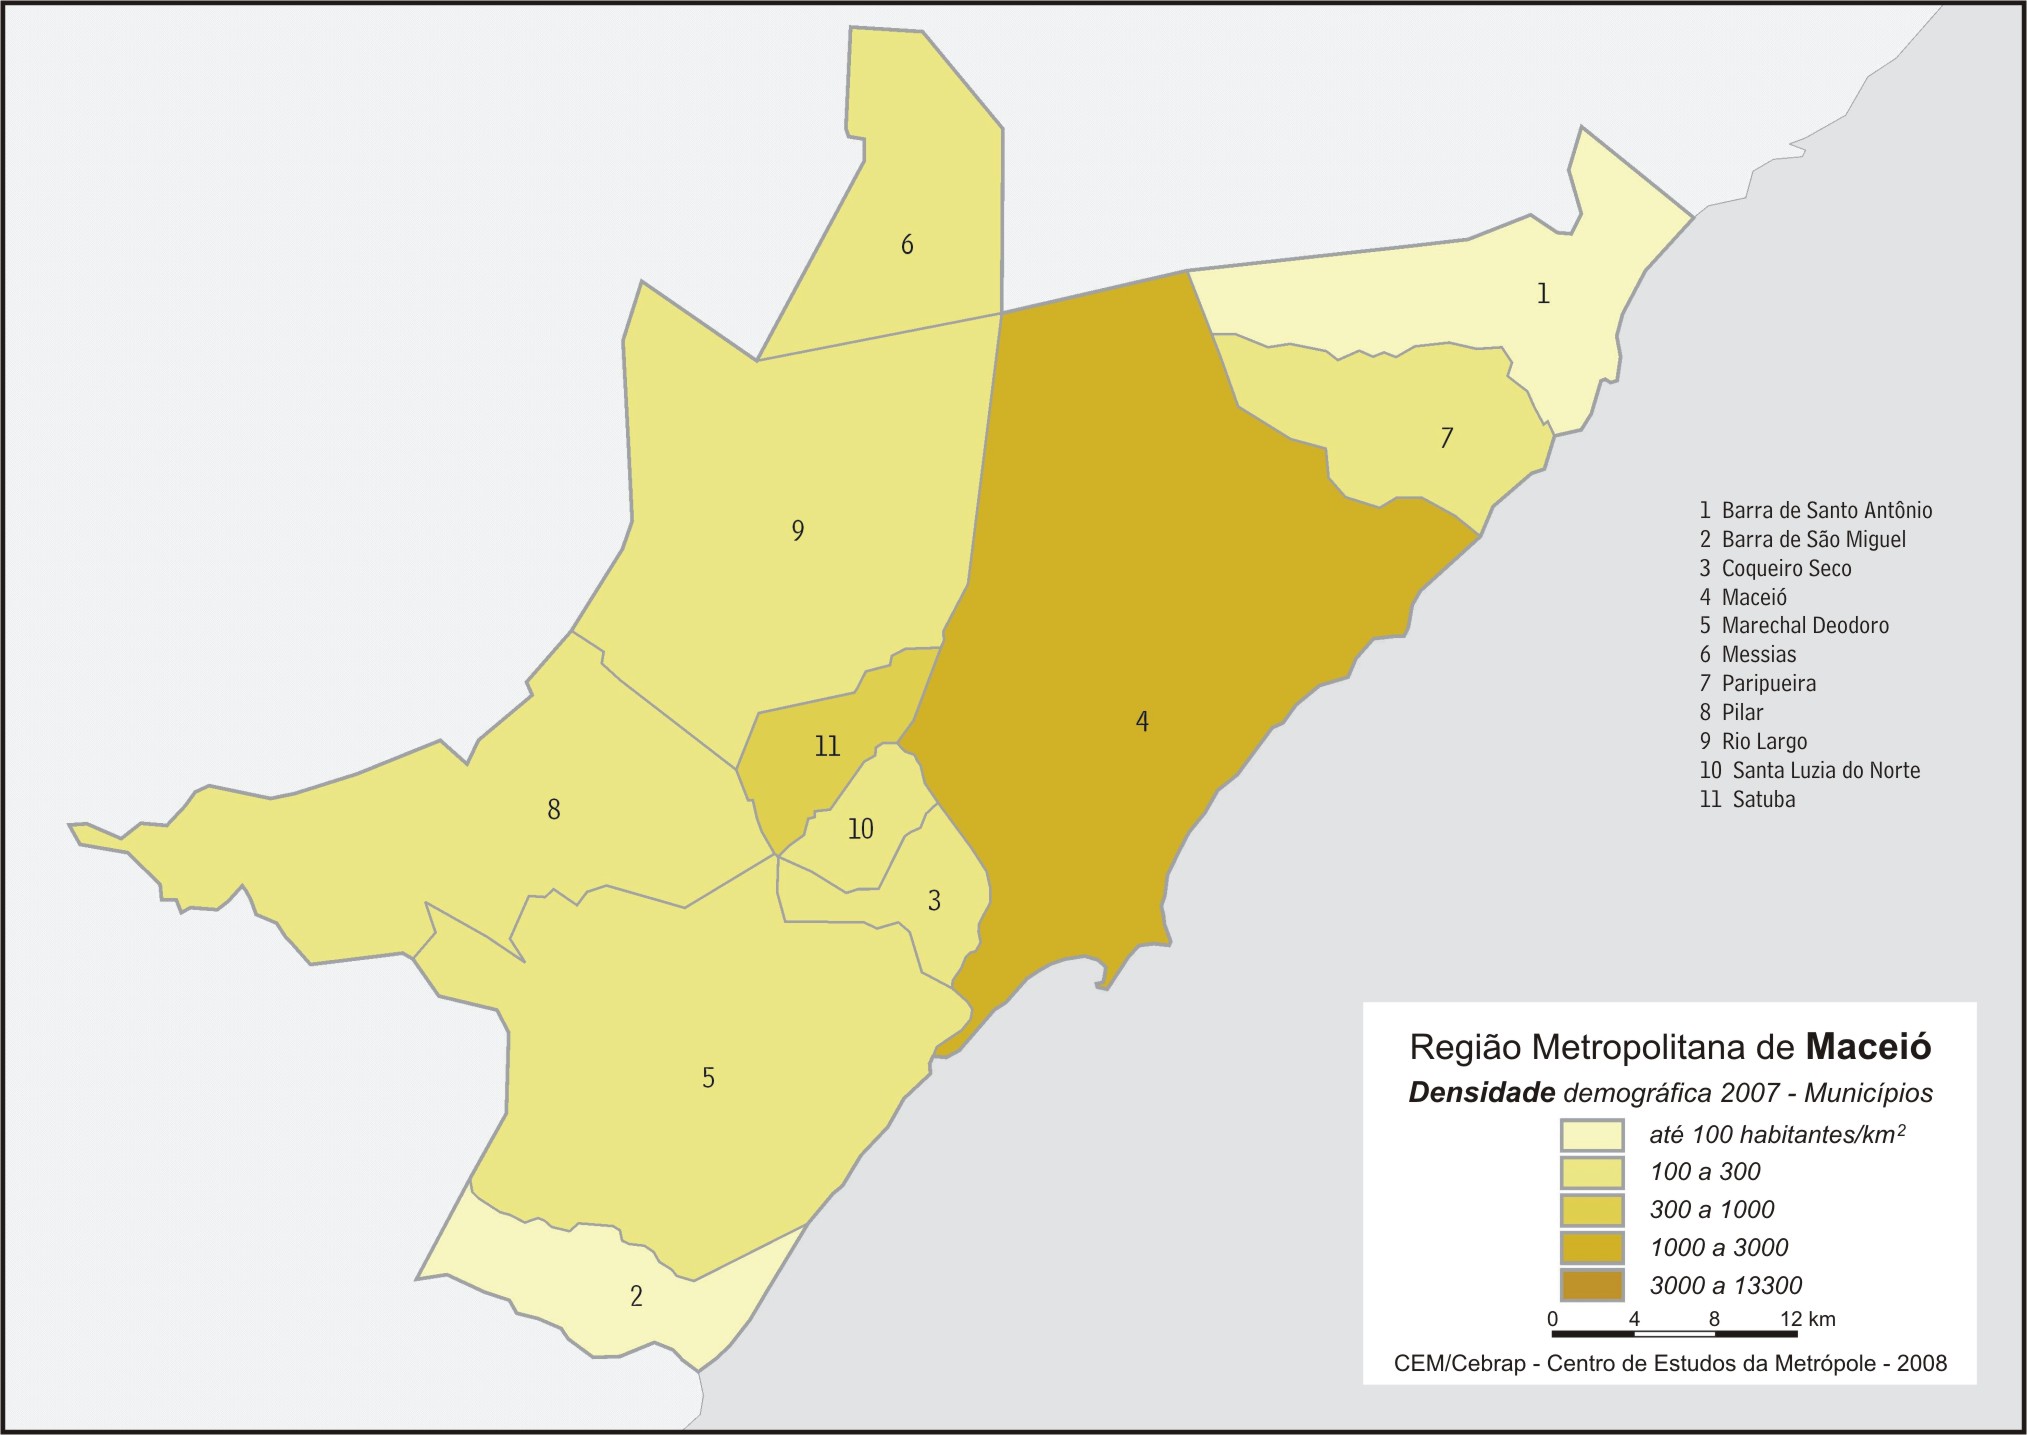 6
1
7
9
4
11
8
10
3
5
2
1 Barra de Santo Antônio
2 Barra de São Miguel
3 Coqueiro Seco
4 Maceió
5 Marechal Deodoro
6 Messias
7 Paripueira
8 Pilar
9 Rio Largo
10 Santa Luzia do Norte
11 Satuba
Região Metropolitana de Maceió
Densidade demográfica 2007 - Municípios
até 100 habitantes/km²
100 a 300
300 a 1000
1000 a 3000
3000 a 13300
0 4 8 12 km
CEM/Cebrap - Centro de Estudos da Metrópole - 2008